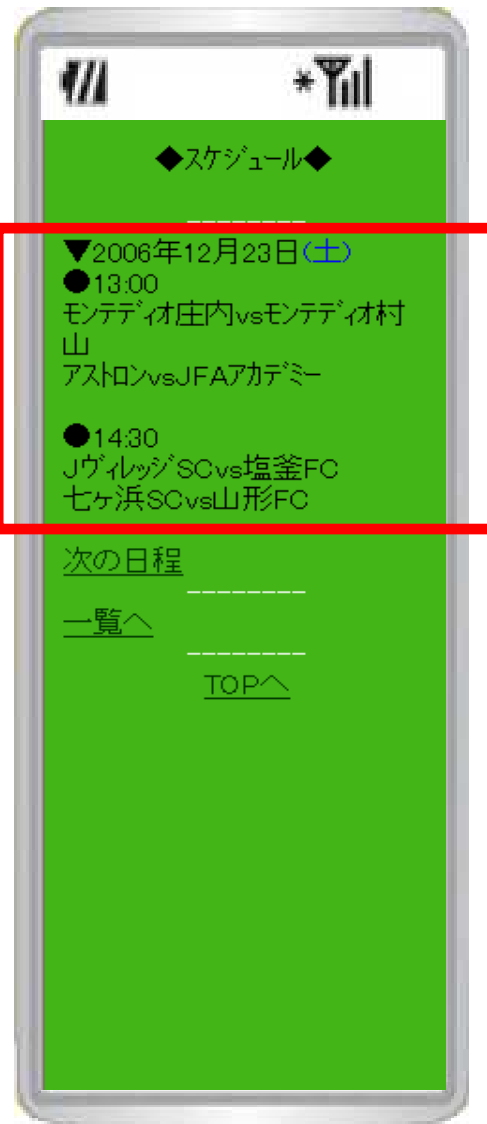 ◆スケジュール◆
--------
▼2006年12月23日(土)
●13:00
モンテディオ庄内vsモンテディオ村
山
アストロンvsJFAアカデミー
●14:30
JヴィレッジSCvs塩釜FC
七ヶ浜SCvs山形FC
次の日程
--------
一覧へ
--------
TOPへ